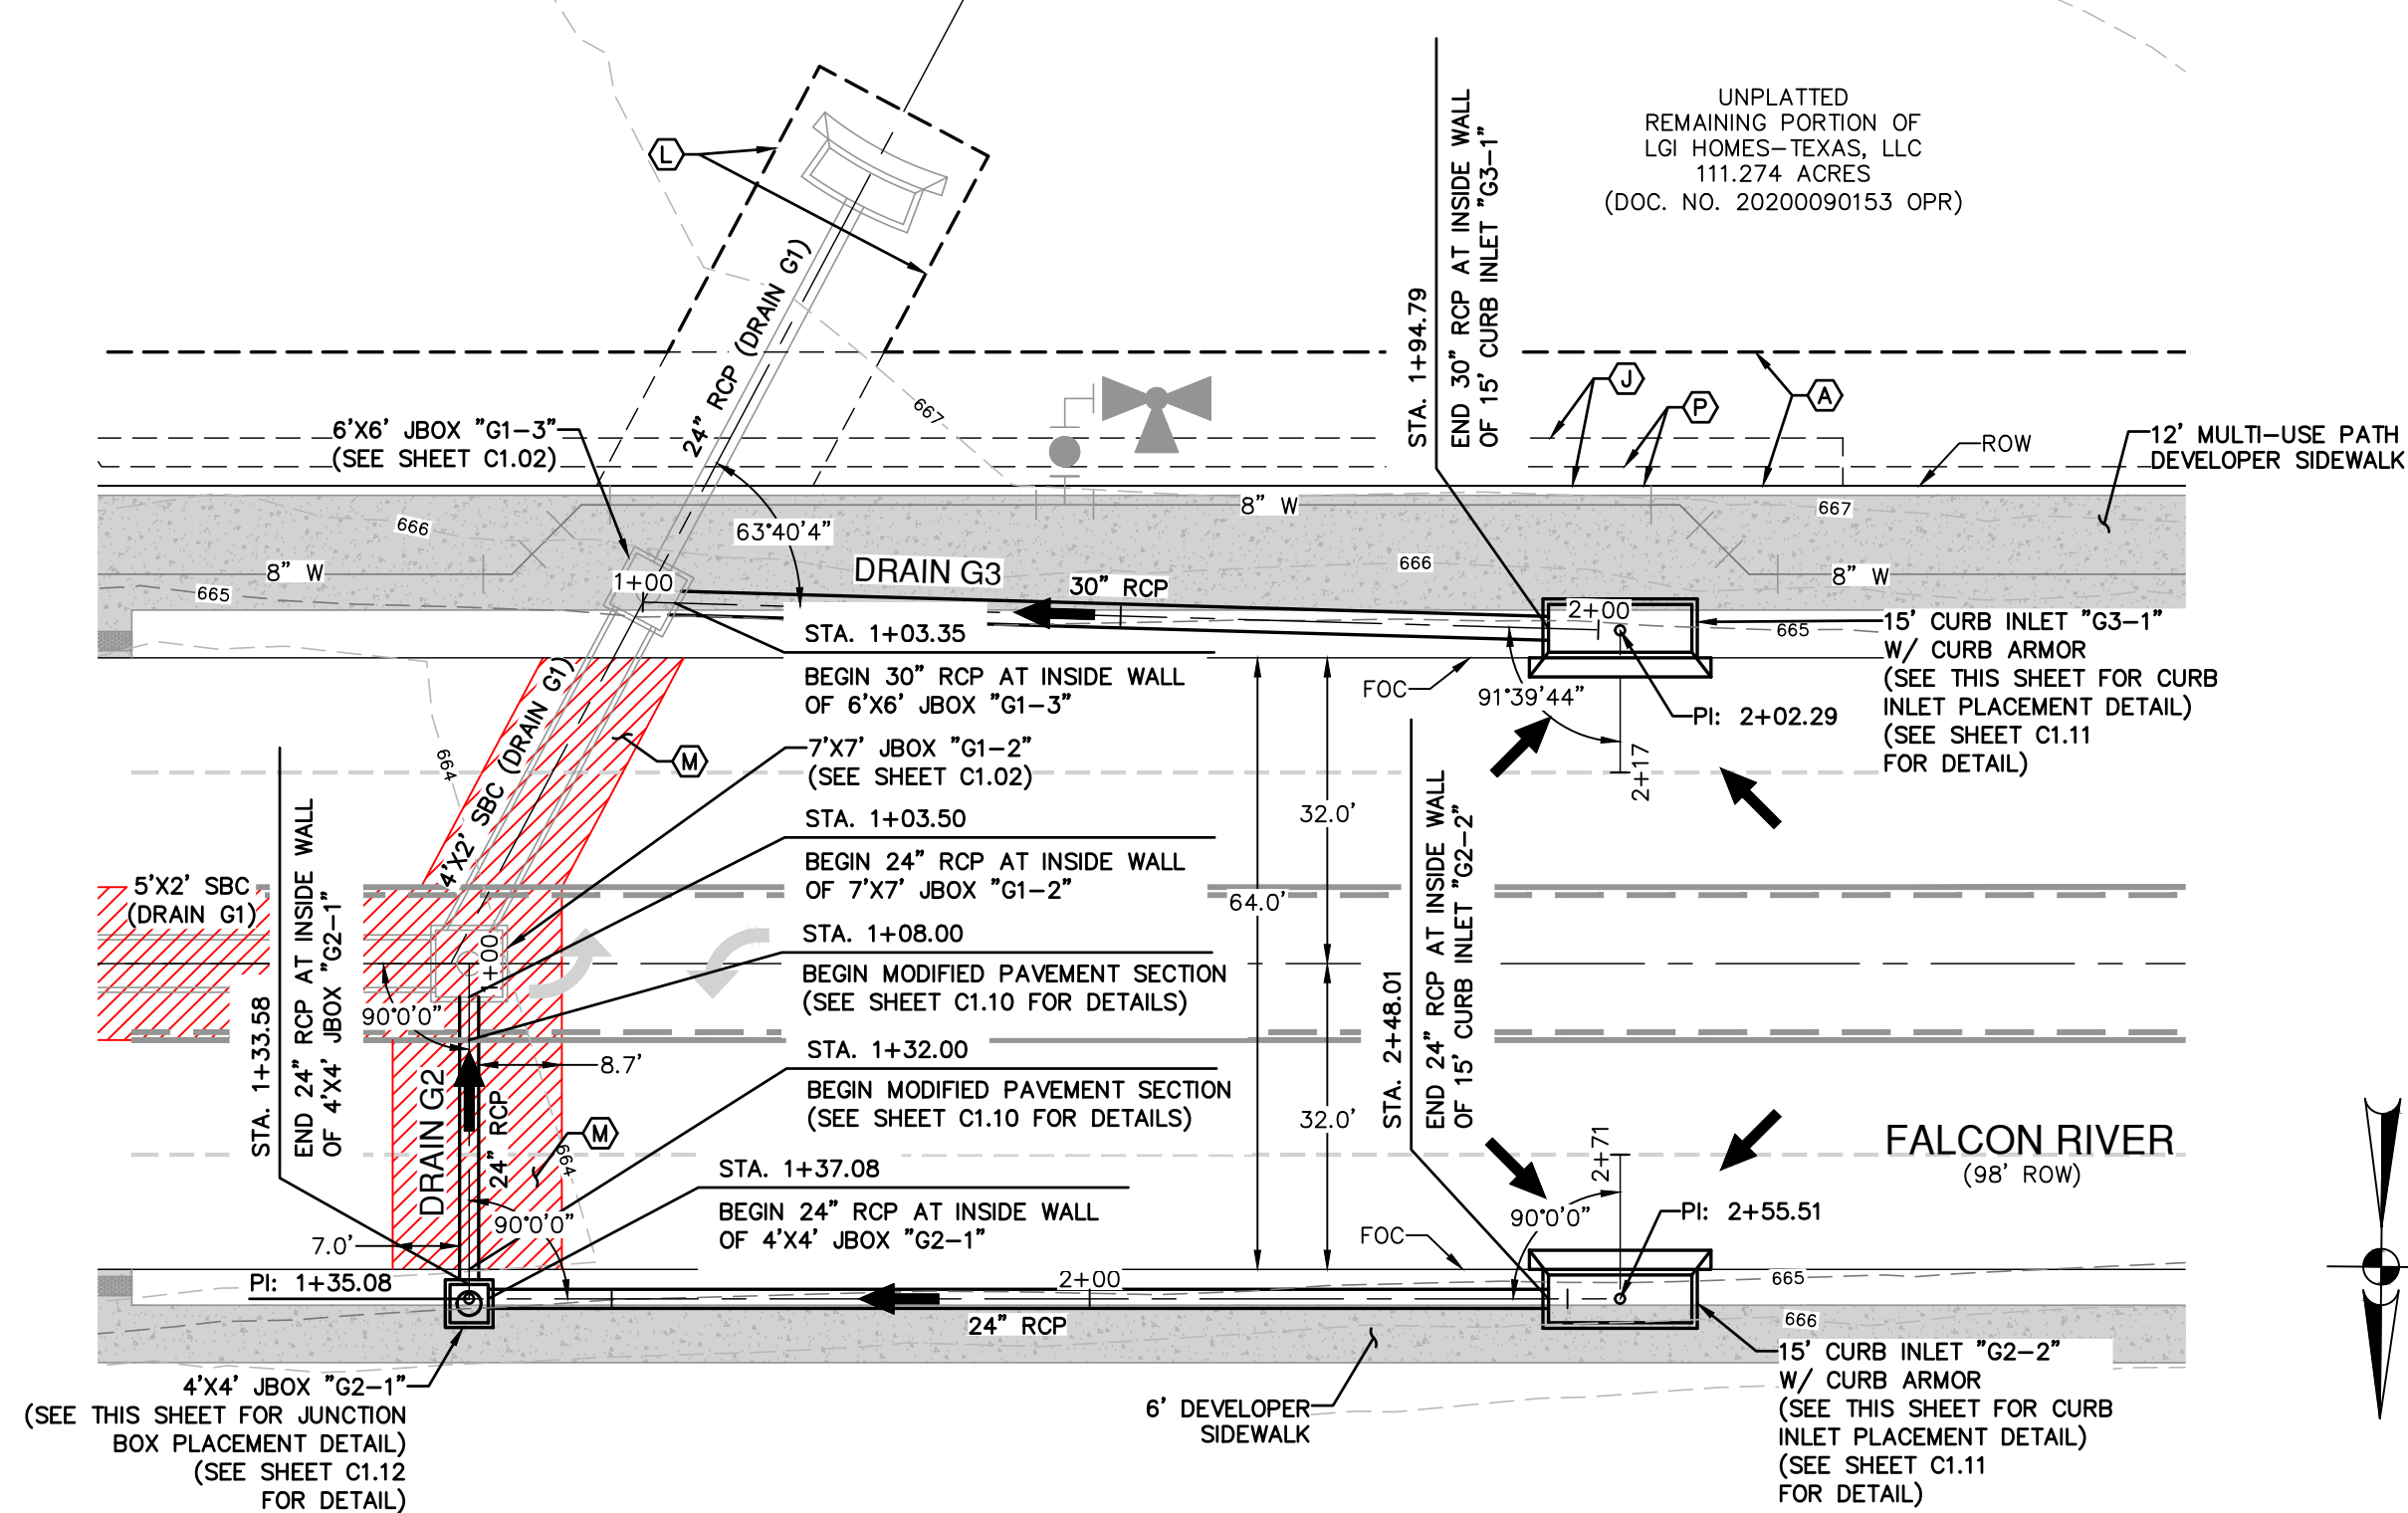 UNPLATTED
REMAINING PORTION OF
LGI HOMES-TEXAS, LLC
111.274 ACRES
(DOC. NO. 20200090153 OPR)
L
24" RCP (DRAIN G1)
STA. 1+94.79
END 30" RCP AT INSIDE WALL
OF 15' CURB INLET "G3-1"
J
P
A
667
6'X6' JBOX "G1-3"
(SEE SHEET C1.02)
ROW
12' MULTI-USE PATH
DEVELOPER SIDEWALK
8" W
667
666
63°40'4"
DRAIN G3
666
8" W
1+00
30" RCP
8" W
665
2+00
STA. 1+03.35
BEGIN 30" RCP AT INSIDE WALL
OF 6'X6' JBOX "G1-3"
665
15' CURB INLET "G3-1"
W/ CURB ARMOR
(SEE THIS SHEET FOR CURB
INLET PLACEMENT DETAIL)
(SEE SHEET C1.11
FOR DETAIL)
FOC
91°39'44"
PI: 2+02.29
2+17
4'X2' SBC (DRAIN G1)
664
M
7'X7' JBOX "G1-2"
(SEE SHEET C1.02)
STA. 1+03.50
BEGIN 24" RCP AT INSIDE WALL
OF 7'X7' JBOX "G1-2"
32.0'
64.0'
5'X2' SBC
(DRAIN G1)
STA. 1+33.58
END 24" RCP AT INSIDE WALL
OF 4'X4' JBOX "G2-1"
1+00
90°0'0"
STA. 1+08.00
BEGIN MODIFIED PAVEMENT SECTION
(SEE SHEET C1.10 FOR DETAILS)
STA. 2+48.01
END 24" RCP AT INSIDE WALL
OF 15' CURB INLET "G2-2"
STA. 1+32.00
BEGIN MODIFIED PAVEMENT SECTION
(SEE SHEET C1.10 FOR DETAILS)
8.7'
32.0'
DRAIN G2
24" RCP
M
664
2+71
FALCON RIVER
(98' ROW)
STA. 1+37.08
BEGIN 24" RCP AT INSIDE WALL
OF 4'X4' JBOX "G2-1"
90°0'0"
7.0'
FOC
90°0'0"
PI: 2+55.51
PI: 1+35.08
2+00
665
24" RCP
666
4'X4' JBOX "G2-1"
(SEE THIS SHEET FOR JUNCTION
BOX PLACEMENT DETAIL)
(SEE SHEET C1.12
FOR DETAIL)
6' DEVELOPER
SIDEWALK
15' CURB INLET "G2-2"
W/ CURB ARMOR
(SEE THIS SHEET FOR CURB
INLET PLACEMENT DETAIL)
(SEE SHEET C1.11
FOR DETAIL)